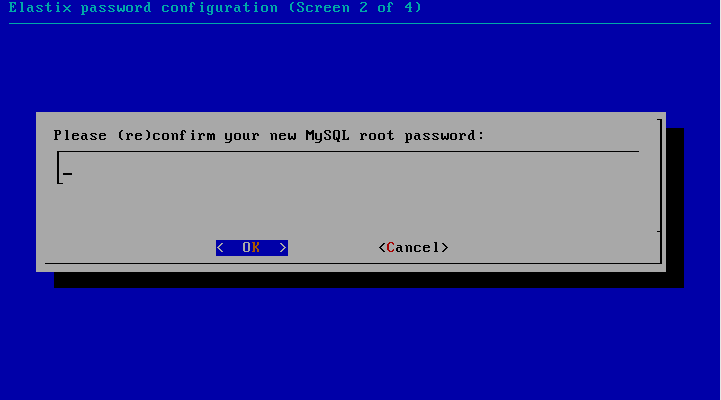 Elastix password configuration (Screen 2 of 4)
Please (re)confirm your new MySQL root password:
< OK > <Cancel>